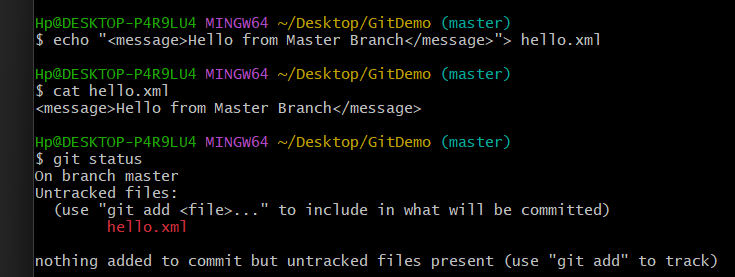 Hp@DESKTOP-P4R9LU4 MINGW64 ~/Desktop/GitDemo (master)
$ echo "<message>Hello from Master Branch</message>"> hello.xml
Hp@DESKTOP-P4R9LU4 MINGW64 ~/Desktop/GitDemo (master)
$ cat hello.xml
<message>Hello from Master Branch</message>
Hp@DESKTOP-P4R9LU4 MINGW64 ~/Desktop/GitDemo (master)
$ git status
On branch master
Untracked files:
  (use "git add <file>..." to include in what will be committed)
        hello.xml
nothing added to commit but untracked files present (use "git add" to track)